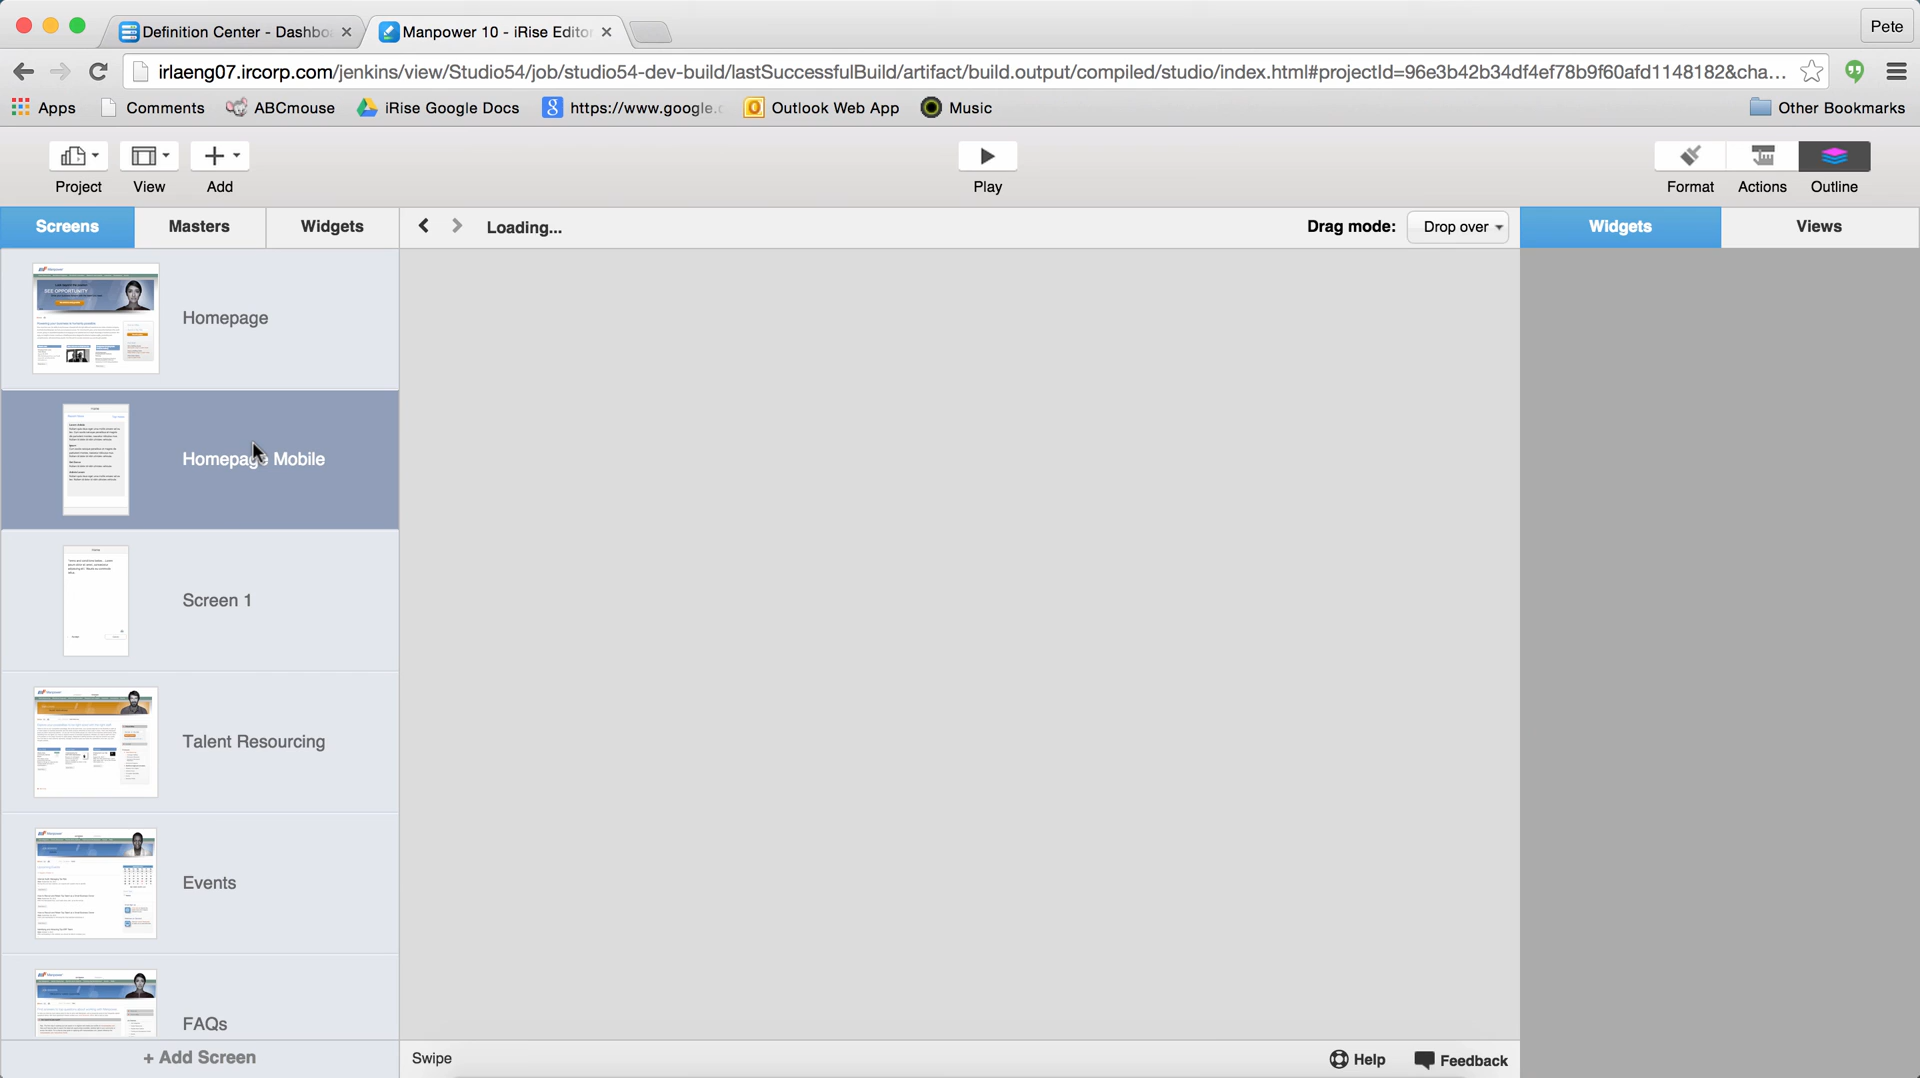 Definition Center - Dashbo
Manpower 10 - iRise Editor
Pete
irlaeng07.ircorp.com/jenkins/view/Studio54/job/studio54-dev-build/lastSuccessfulBuild/artifact/build.output/compiled/studio/index.html#projectId=96e3b42b34df4ef78b9f60afd1148182&cha...
Apps Comments ABCmouse iRise Google Docs https://www.google.c Outlook Web App Music Other Bookmarks
Project View Add Play Format Actions Outline
Screens Masters Widgets Loading... Drag mode: Drop over Widgets Views
Homepage
Homepage Mobile
Screen 1
Talent Resourcing
Events
FAQs
+ Add Screen Swipe Help Feedback